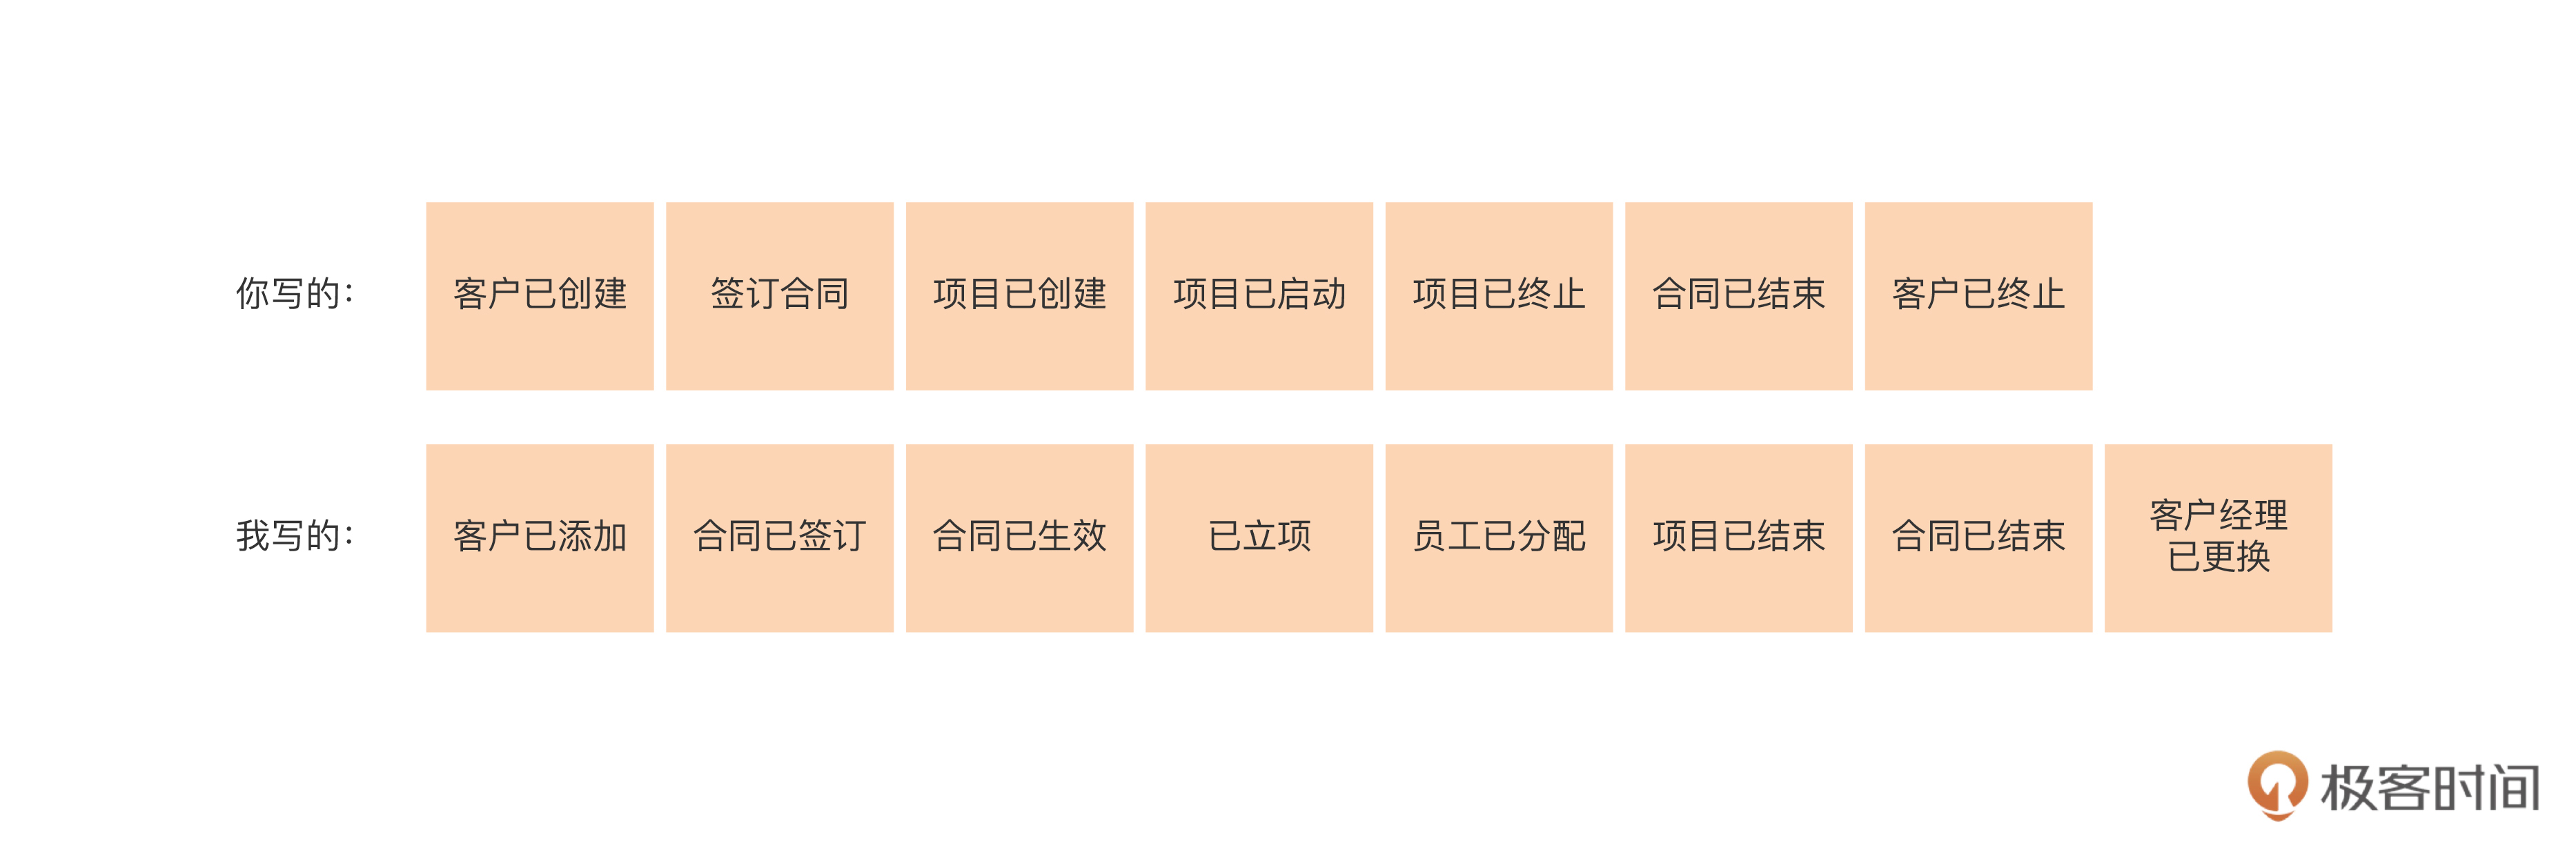 你写的：
客户已创建
签订合同
项目已创建
项目已启动
项目已终止
合同已结束
客户已终止
我写的：
客户已添加
合同已签订
合同已生效
已立项
员工已分配
项目已结束
合同已结束
客户经理
已更换
极客时间